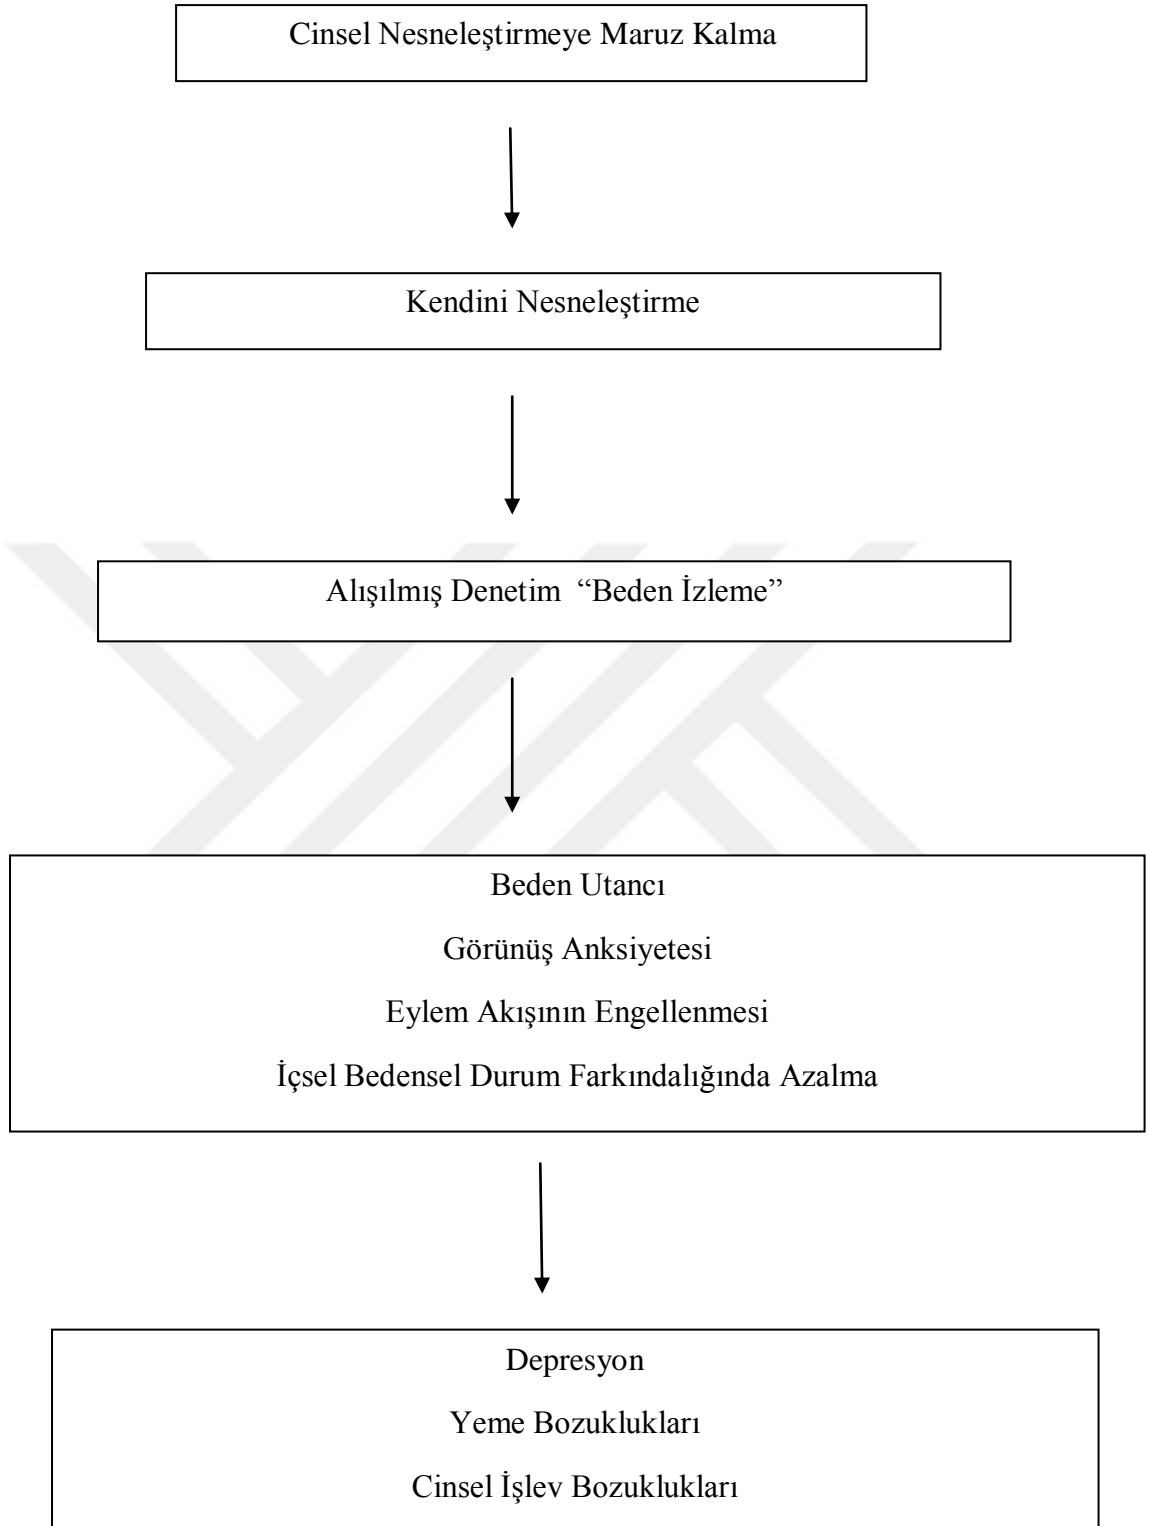 Cinsel Nesneleştirmeye Maruz Kalma
Kendini Nesneleştirme
Alışılmış Denetim “Beden İzleme”
Beden Utancı
Görünüş Anksiyetesi
Eylem Akışının Engellenmesi
İçsel Bedensel Durum Farkındalığında Azalma
Depresyon
Yeme Bozuklukları
Cinsel İşlev Bozuklukları